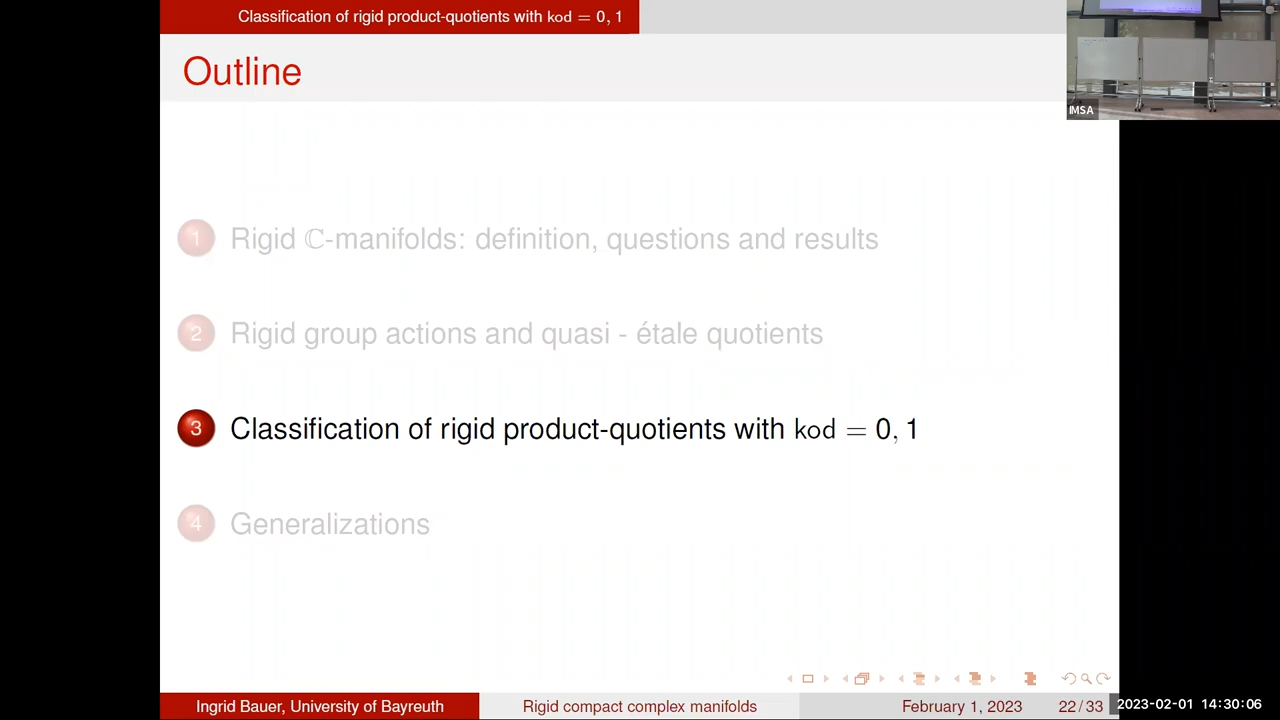 Classification of rigid product-quotients with kod = 0, 1
Outline
IMSA
1 Rigid ℂ-manifolds: definition, questions and results
2 Rigid group actions and quasi - étale quotients
3 Classification of rigid product-quotients with kod = 0, 1
4 Generalizations
Ingrid Bauer, University of Bayreuth
Rigid compact complex manifolds
February 1, 2023
22 / 33
2023-02-01 14:30:06